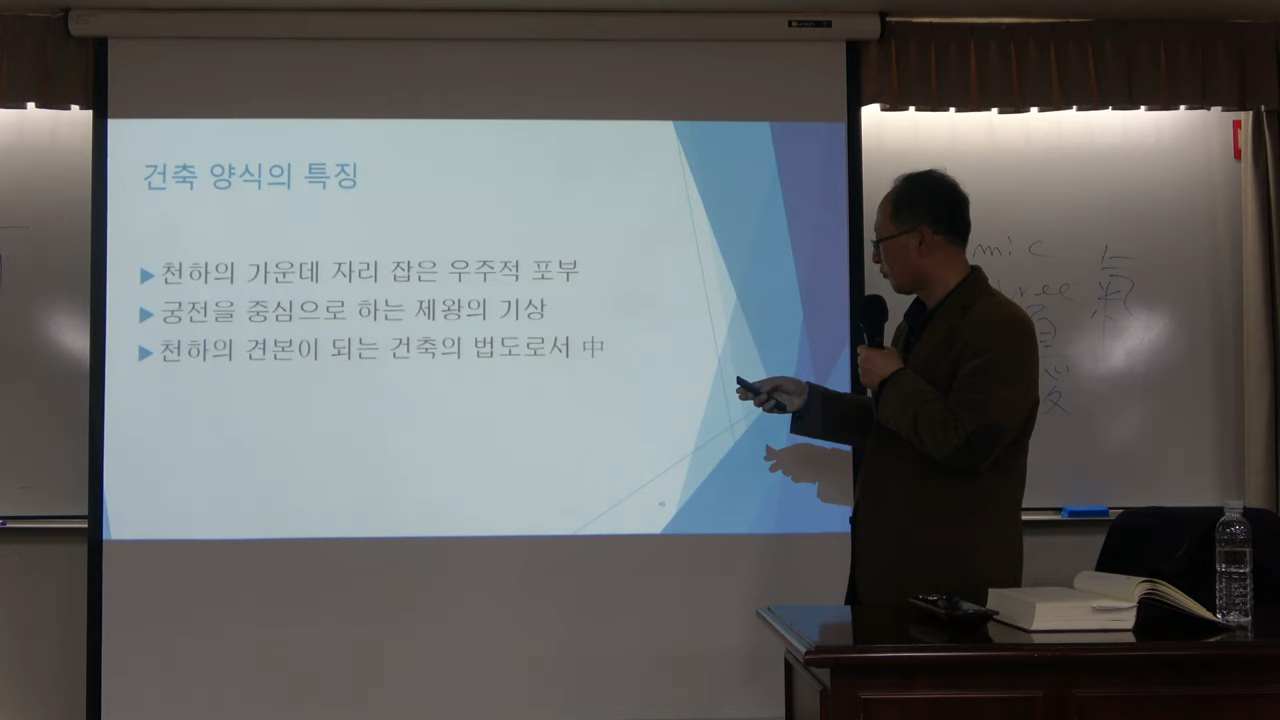 건축 양식의 특징
▶천하의 가운데 자리 잡은 우주적 포부
▶궁전을 중심으로 하는 제왕의 기상
▶천하의 견본이 되는 건축의 법도로서 中
mic
氣